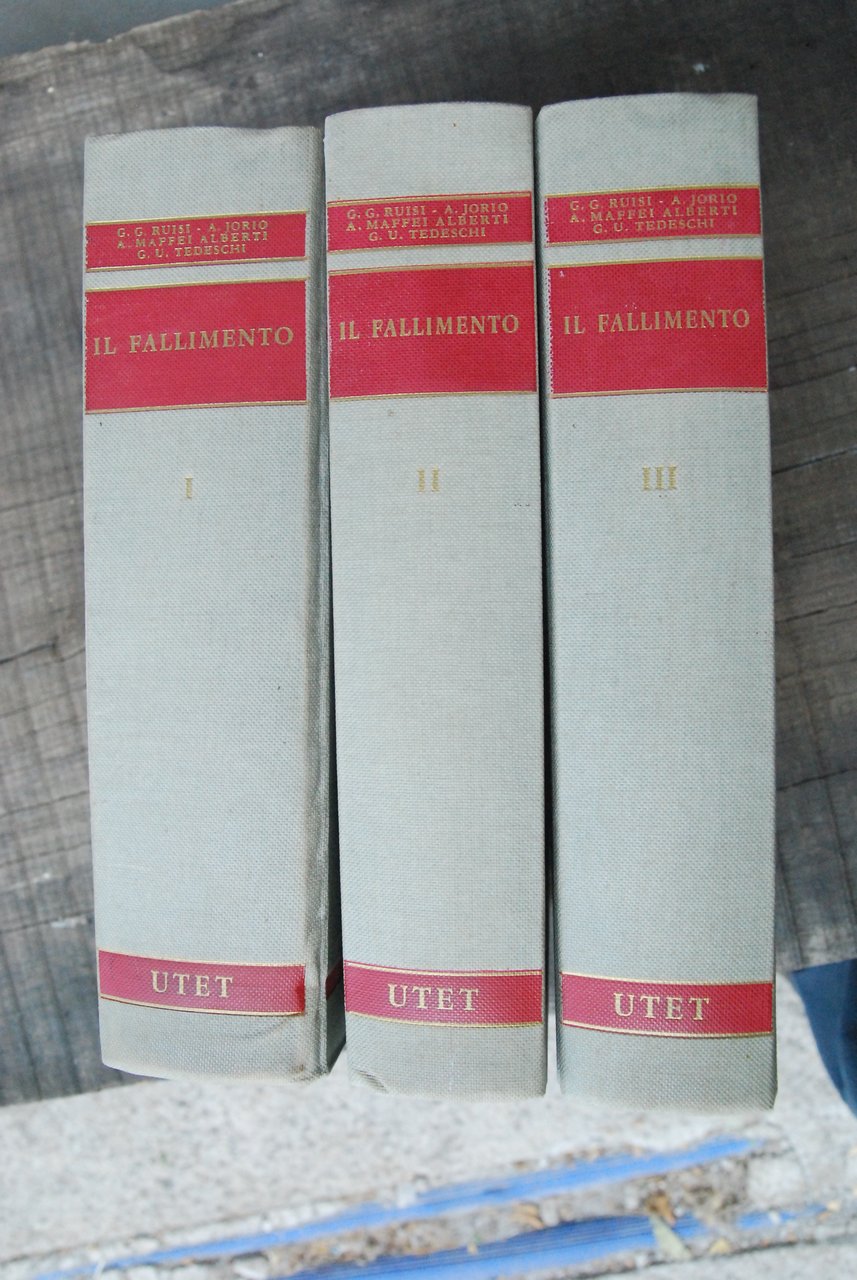 G. G. RUISI - A. JORIO
A. MAFFEI ALBERTI
G. U. TEDESCHI
IL FALLIMENTO
I
UTET
G. G. RUISI - A. JORIO
A. MAFFEI ALBERTI
G. U. TEDESCHI
IL FALLIMENTO
II
UTET
G. G. RUISI - A. JORIO
A. MAFFEI ALBERTI
G. U. TEDESCHI
IL FALLIMENTO
III
UTET